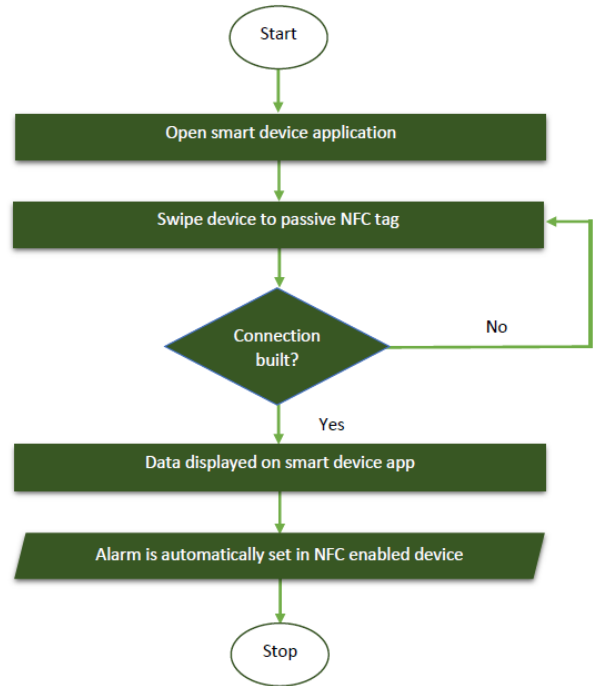 Start
Open smart device application
Swipe device to passive NFC tag
Connection
built?
No
Yes
Data displayed on smart device app
Alarm is automatically set in NFC enabled device
Stop